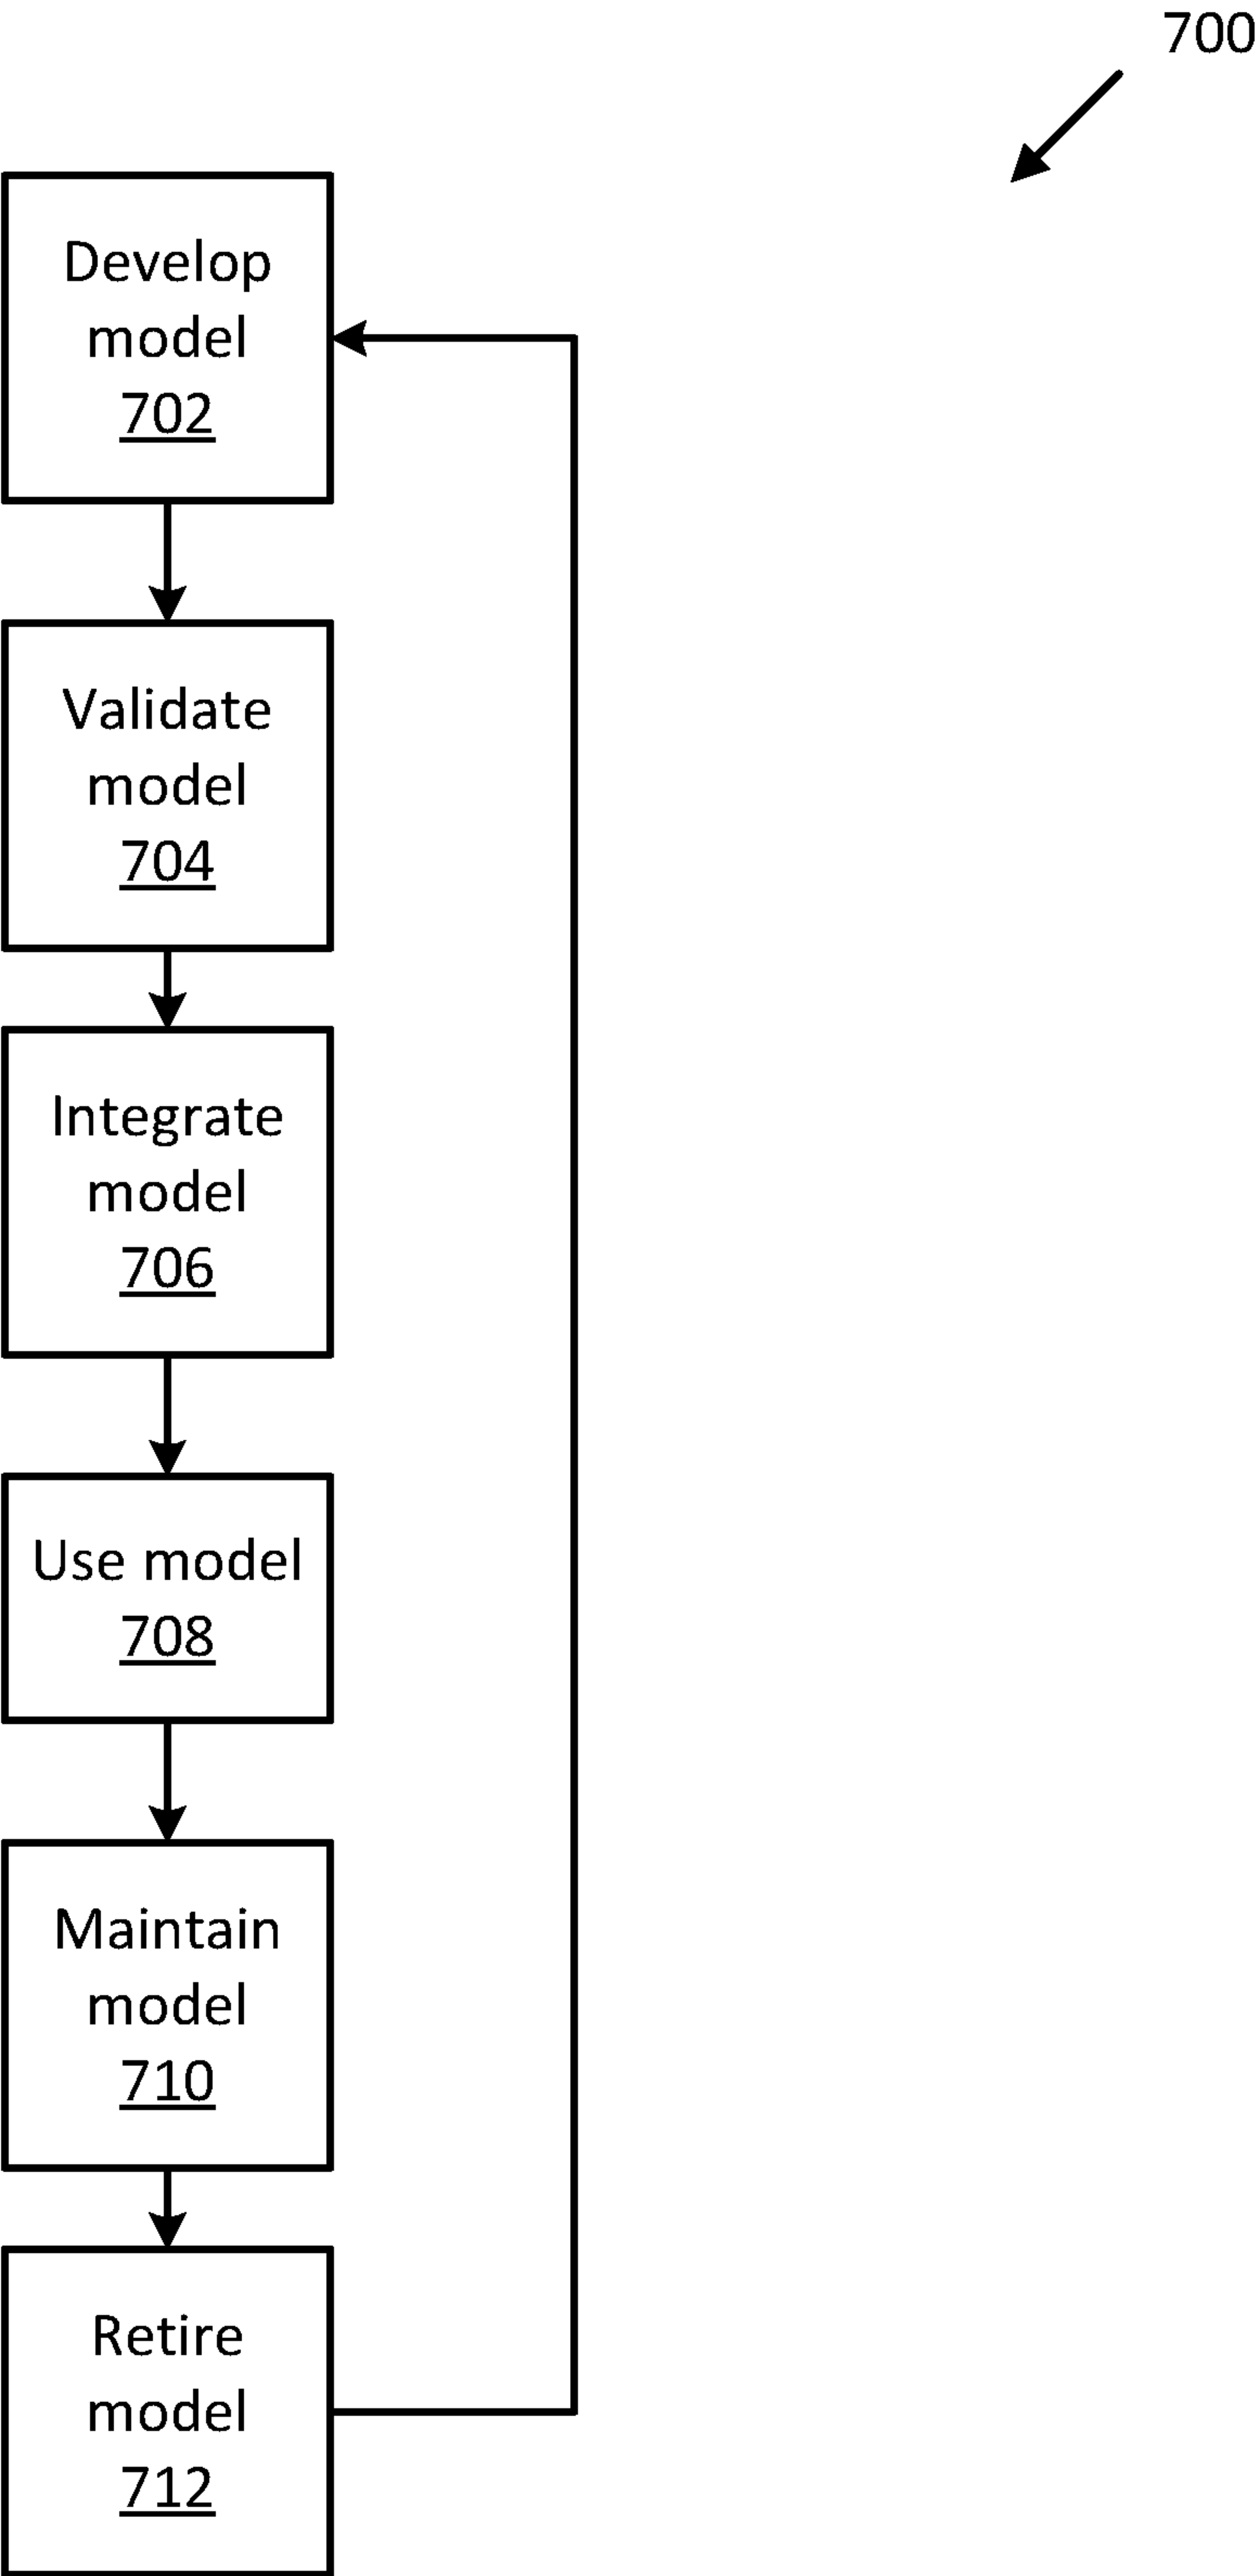 700
Develop
model
702
Validate
model
704
Integrate
model
706
Use model
708
Maintain
model
710
Retire
model
712